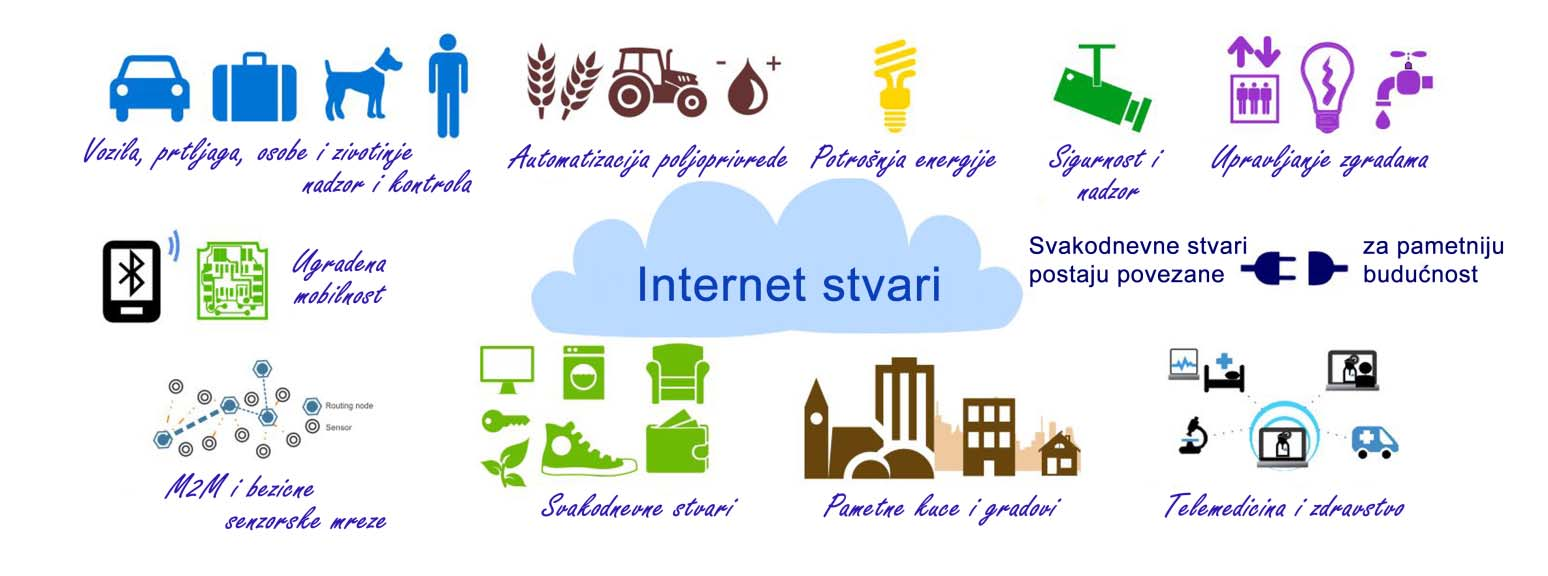 Vozila, prtljaga, osobe i zivotinje
nadzor i kontrola
Automatizacija poljoprivrede
Potrošnja energije
Sigurnost i
nadzor
Upravljanje zgradama
Ugradena
mobilnost
Internet stvari
Svakodnevne stvari
postaju povezane
za pametniju
budućnost
Routing node
Sensor
M2M i bezicne
senzorske mreze
Svakodnevne stvari
Pametne kuce i gradovi
Telemedicina i zdravstvo